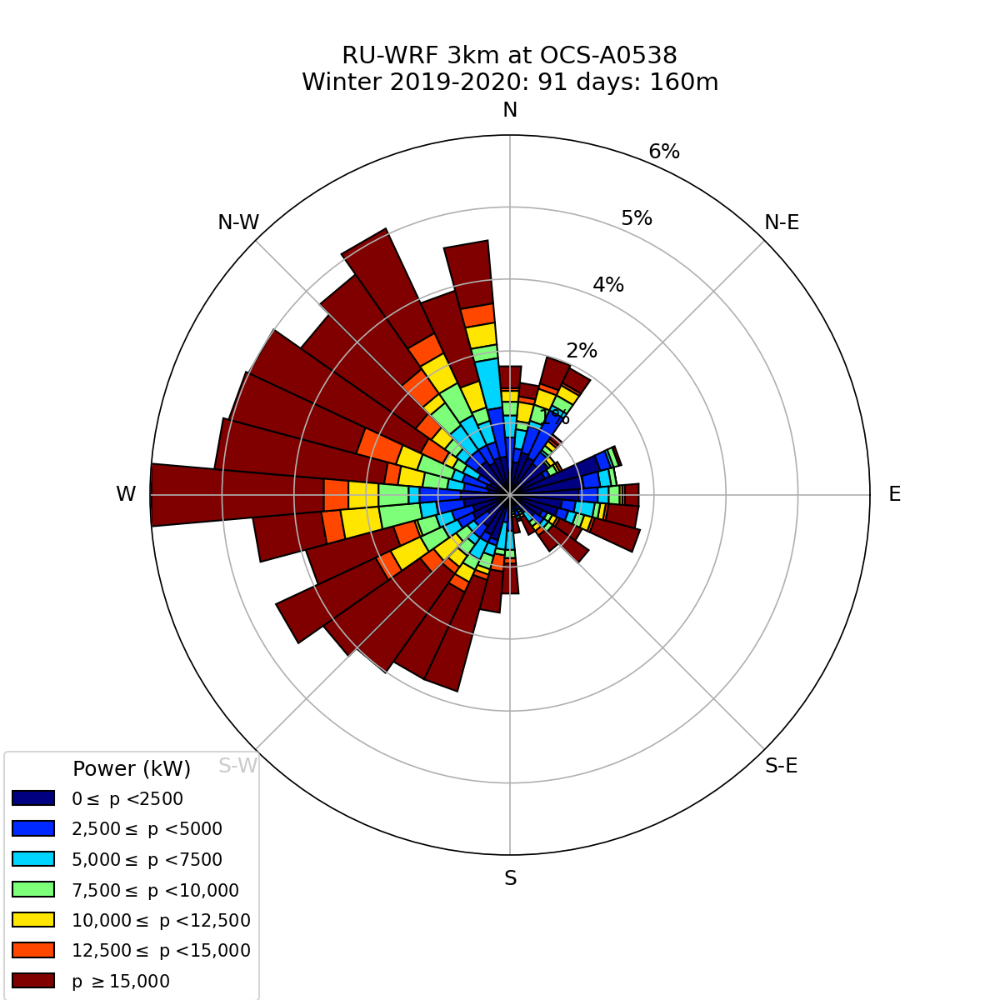 RU-WRF 3km at OCS-A0538
Winter 2019-2020: 91 days: 160m
N
6%
N-W
5%
N-E
4%
2%
1%
W
E
S-W
S-E
S
Power (kW)
0≤ p <2500
2,500≤ p <5000
5,000≤ p <7500
7,500≤ p <10,000
10,000≤ p <12,500
12,500≤ p <15,000
p ≥15,000